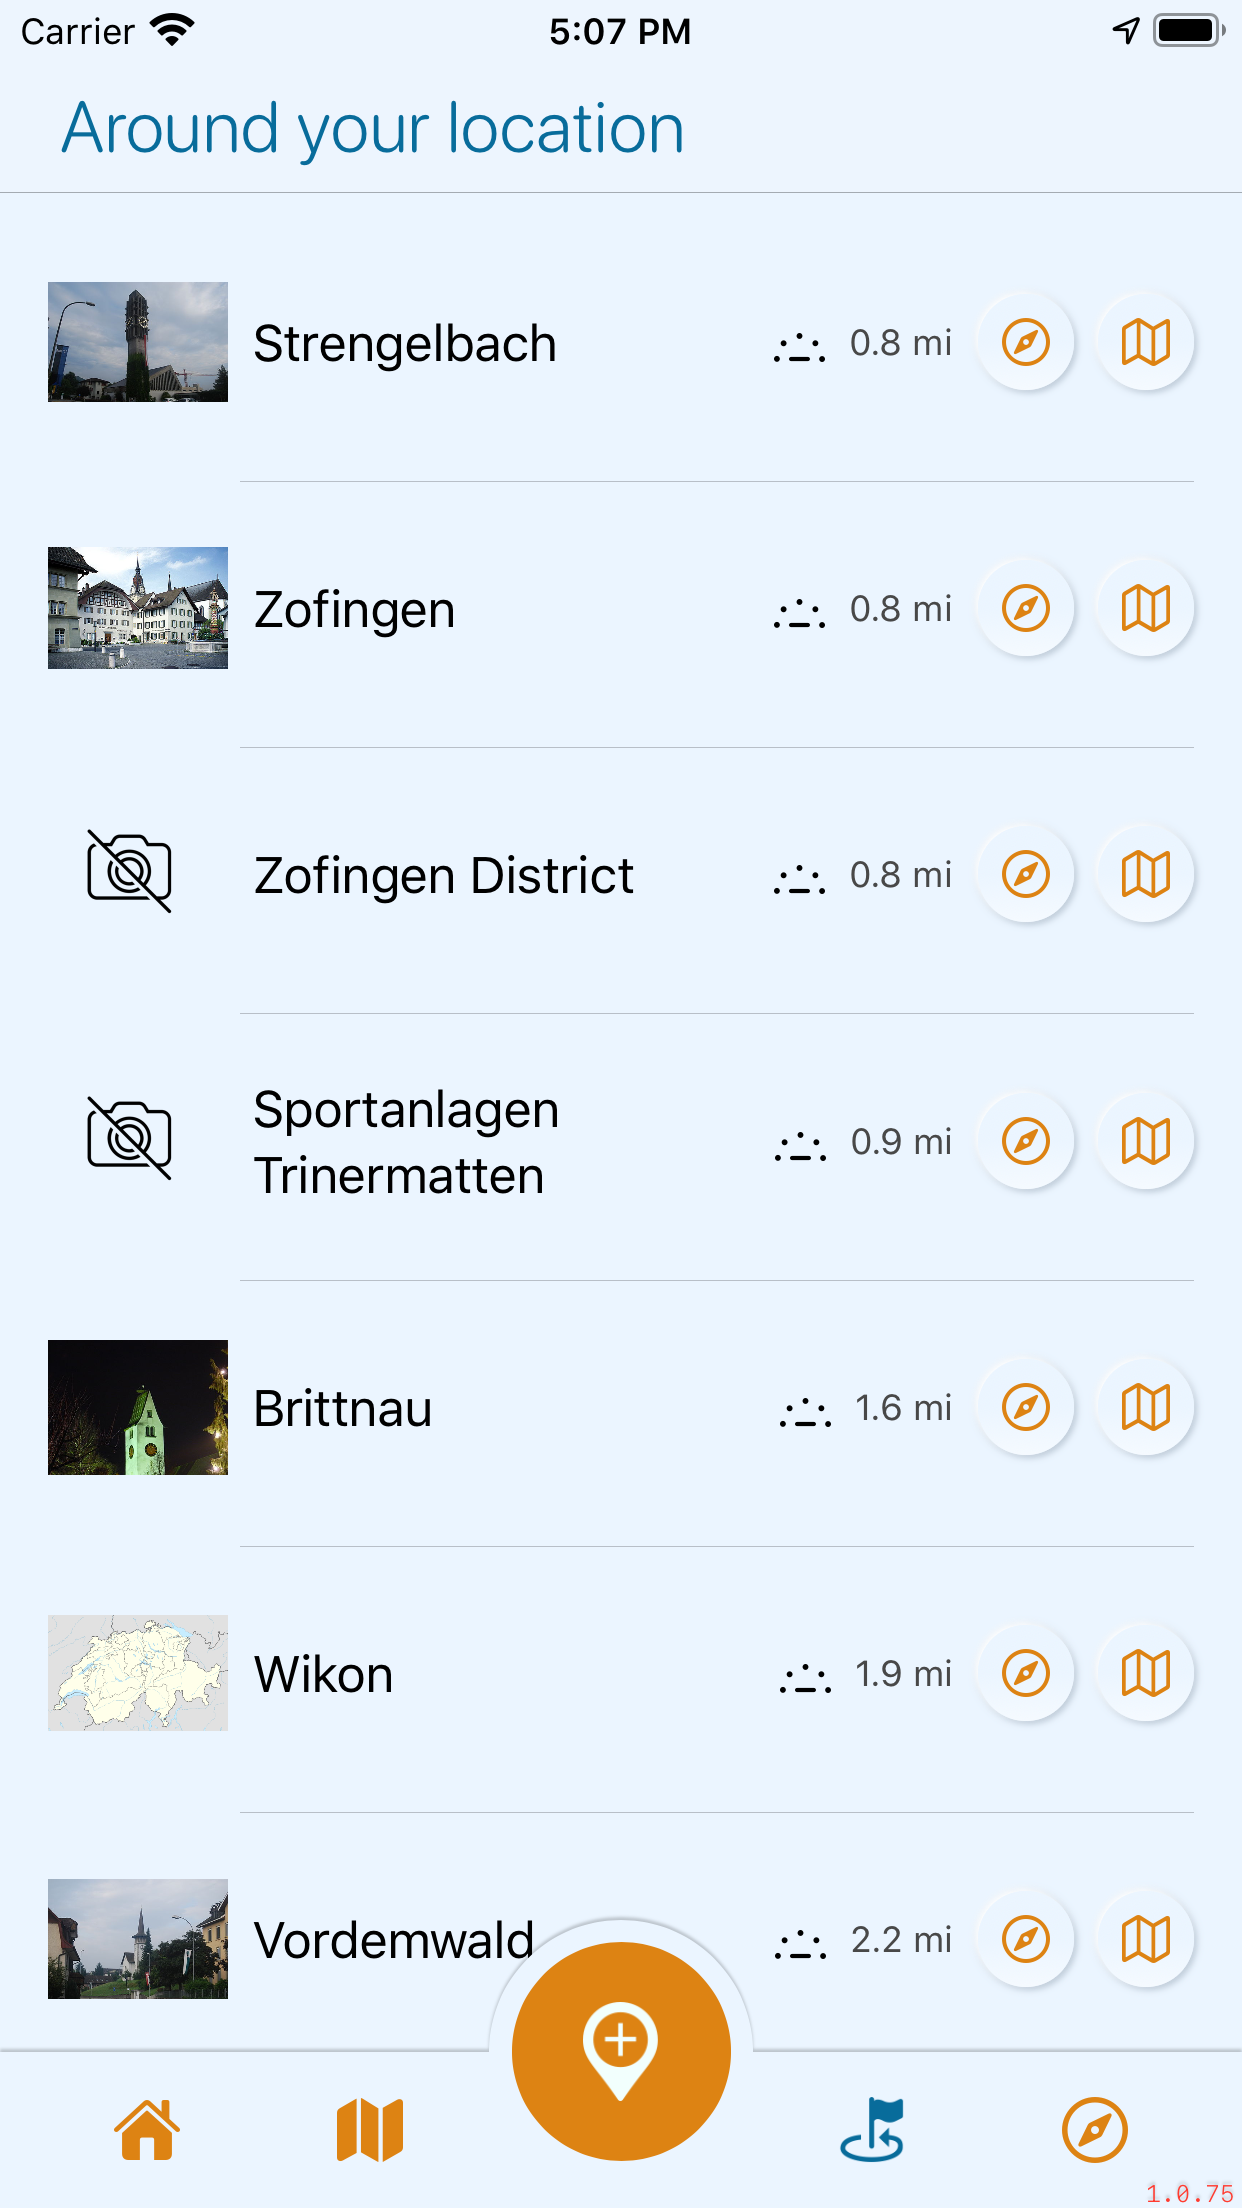 Carrier 5:07 PM
Around your location
Strengelbach 0.8 mi
Zofingen 0.8 mi
Zofingen District 0.8 mi
Sportanlagen
Trinermatten 0.9 mi
Brittnau 1.6 mi
Wikon 1.9 mi
Vordemwald 2.2 mi
1.0.75